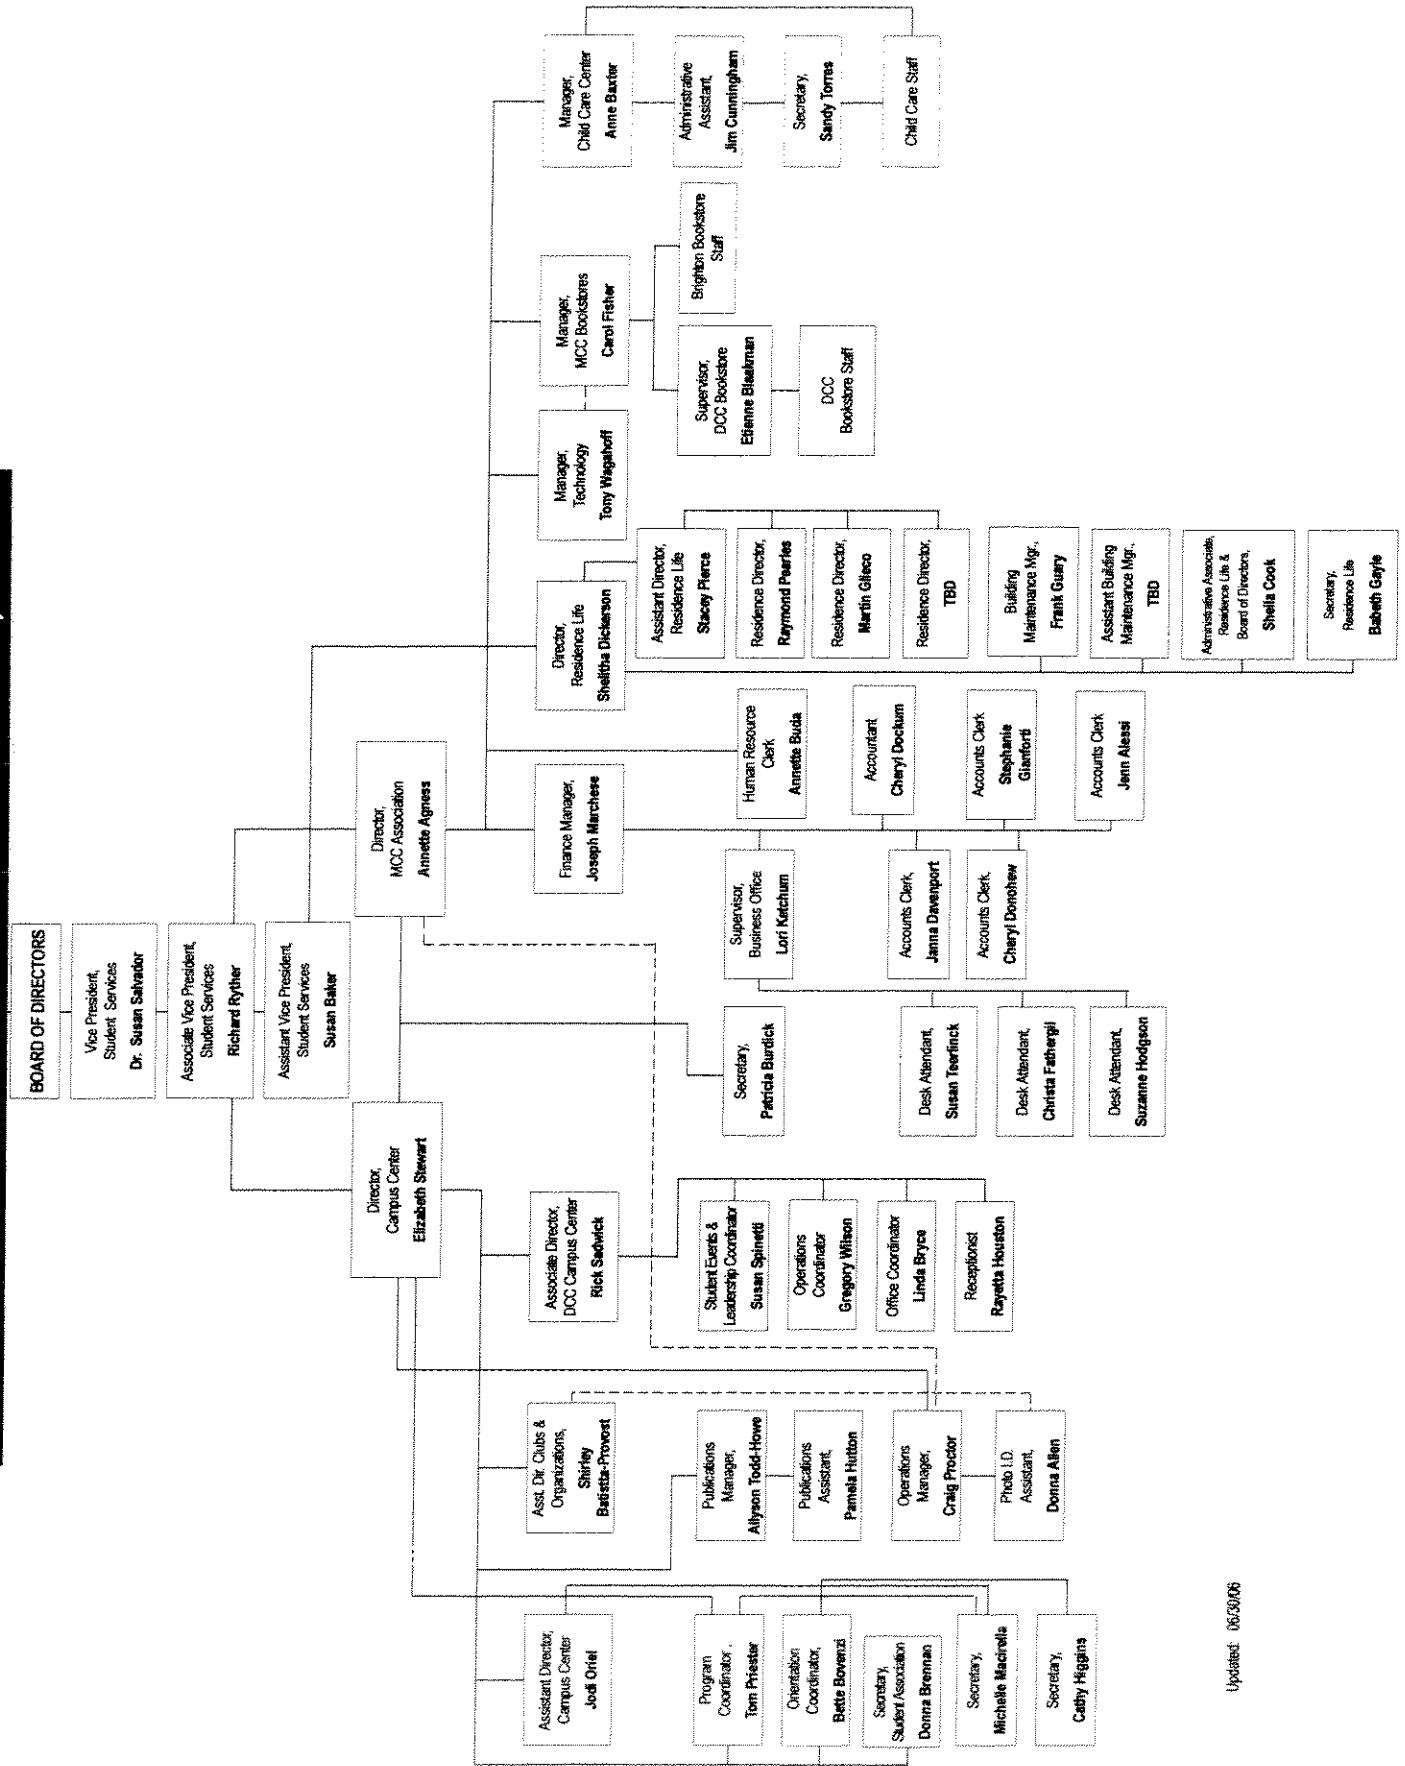 BOARD OF DIRECTORS
Vice President,
Student Services
Dr. Susan Salvador
Associate Vice President,
Student Services
Richard Ryther
Assistant Vice President,
Student Services
Susan Baker
Director,
Campus Center
Elizabeth Stewart
Director,
MCC Association
Annette Agness
Assistant Director,
Campus Center
Jodi Oriel
Asst. Dir. Clubs &
Organizations,
Shirley
Batistta-Provost
Associate Director,
DCC Campus Center
Rick Sadwick
Finance Manager,
Joseph Marchese
Director,
Residence Life
Shelitha Dickerson
Manager,
Technology
Tony Wagahoff
Manager,
MCC Bookstores
Carol Fisher
Manager,
Child Care Center
Anne Baxter
Program
Coordinator,
Tom Priester
Orientation
Coordinator,
Bette Bovenzi
Secretary,
Student Association
Donna Brennan
Secretary,
Michelle Macirella
Secretary,
Cathy Higgins
Publications
Manager,
Allyson Todd-Howe
Publications
Assistant,
Pamela Hutton
Operations
Manager,
Craig Proctor
Photo I.D.
Assistant,
Donna Allen
Student Events &
Leadership Coordinator
Susan Spinetti
Operations
Coordinator
Gregory Wilson
Office Coordinator
Linda Bryce
Receptionist
Rayetta Houston
Secretary,
Patricia Burdick
Desk Attendant,
Susan Teerlinck
Desk Attendant,
Christa Fathergil
Desk Attendant,
Suzanne Hodgson
Supervisor,
Business Office
Lori Ketchum
Accounts Clerk,
Janna Davenport
Accounts Clerk,
Cheryl Donohew
Human Resource
Clerk
Annette Buda
Accountant
Cheryl Dockum
Accounts Clerk
Stephanie
Gianforti
Accounts Clerk
Jenn Alessi
Assistant Director,
Residence Life
Stacey Pierce
Residence Director,
Raymond Pearles
Residence Director,
Martin Glieco
Residence Director,
TBD
Building
Maintenance Mgr.,
Frank Guary
Assistant Building
Maintenance Mgr.,
TBD
Administrative Associate,
Residence Life &
Board of Directors,
Sheila Cook
Secretary,
Residence Life
Babeth Gayle
Supervisor,
DCC Bookstore
Etienne Blaakman
DCC
Bookstore Staff
Brighton Bookstore
Staff
Administrative
Assistant,
Jim Cunningham
Secretary,
Sandy Torres
Child Care Staff
Updated: 06/30/06